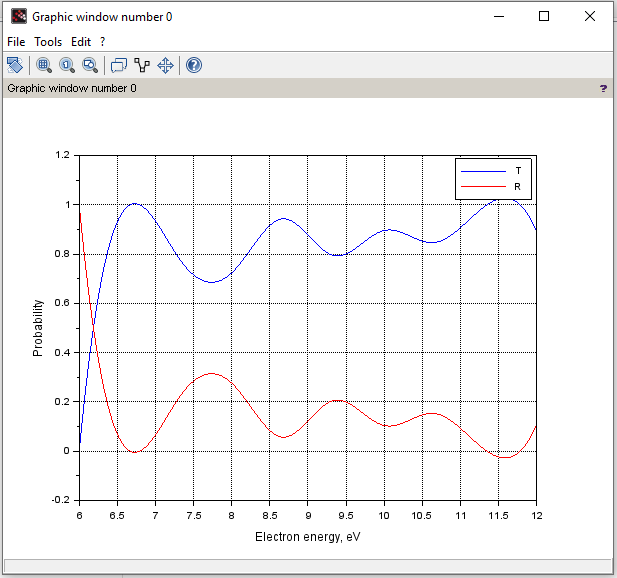 Graphic window number 0
File Tools Edit ?
Graphic window number 0 ?
1.2
1
0.8
0.6
0.4
0.2
0
-0.2
Probability
T
R
6 6.5 7 7.5 8 8.5 9 9.5 10 10.5 11 11.5 12
Electron energy, eV